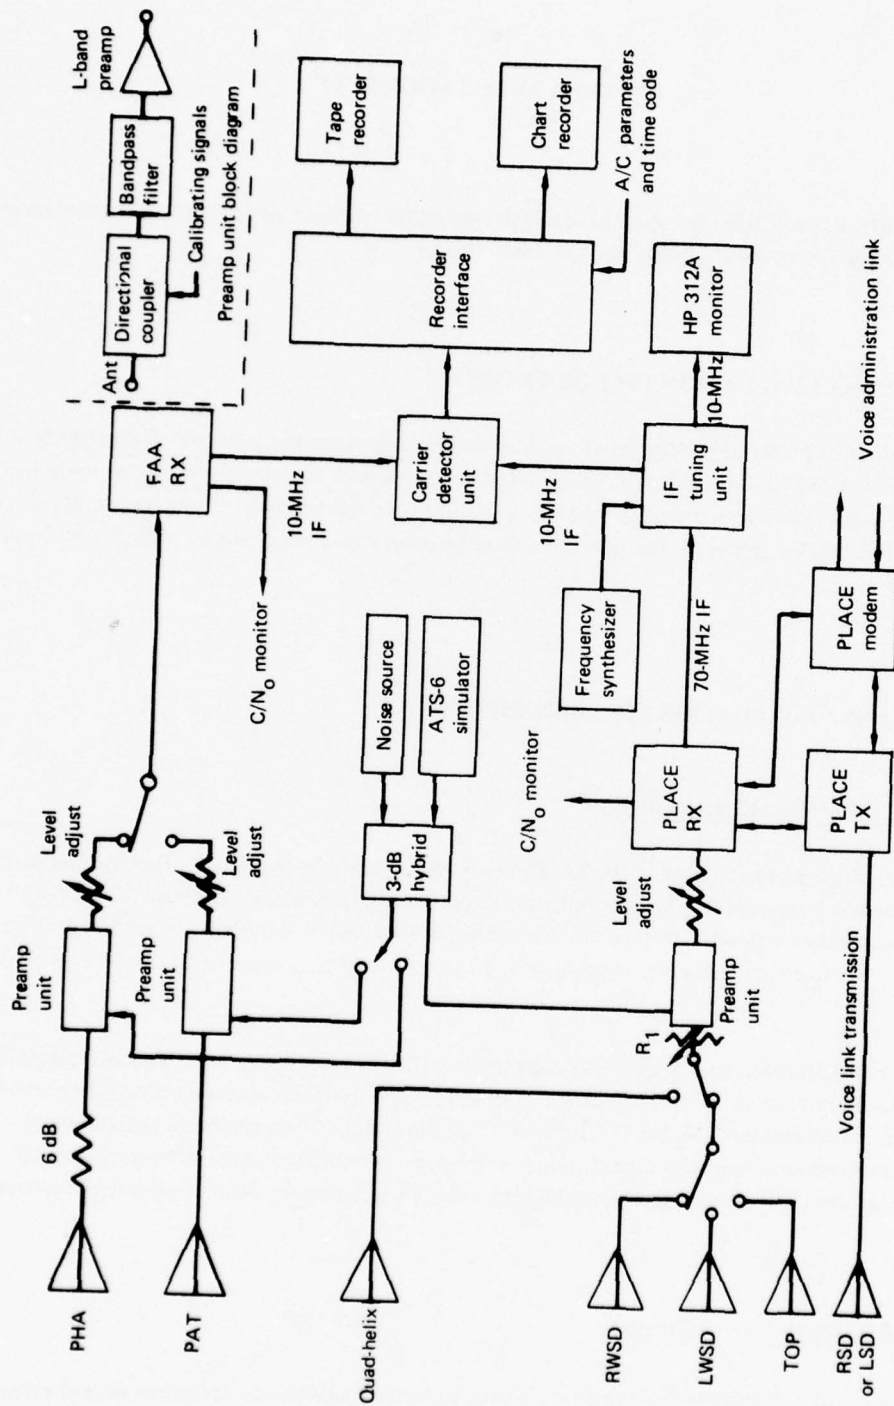 PHA
6 dB
Preamp
unit
Level
adjust
PAT
Preamp
unit
Level
adjust
FAA
RX
C/No monitor
10-MHz
IF
Ant
Directional
coupler
Bandpass
filter
L-band
preamp
Calibrating signals
Preamp unit block diagram
Quad-helix
3-dB
hybrid
Noise source
ATS-6
simulator
Carrier
detector
unit
Recorder
interface
Tape
recorder
Chart
recorder
A/C parameters
and time code
10-MHz
IF
Frequency
synthesizer
IF
tuning
unit
10-MHz
HP 312A
monitor
RWSD
LWSD
TOP
R1
Preamp
unit
Level
adjust
C/No monitor
PLACE
RX
70-MHz IF
RSD
or LSD
Voice link transmission
PLACE
TX
PLACE
modem
Voice administration link